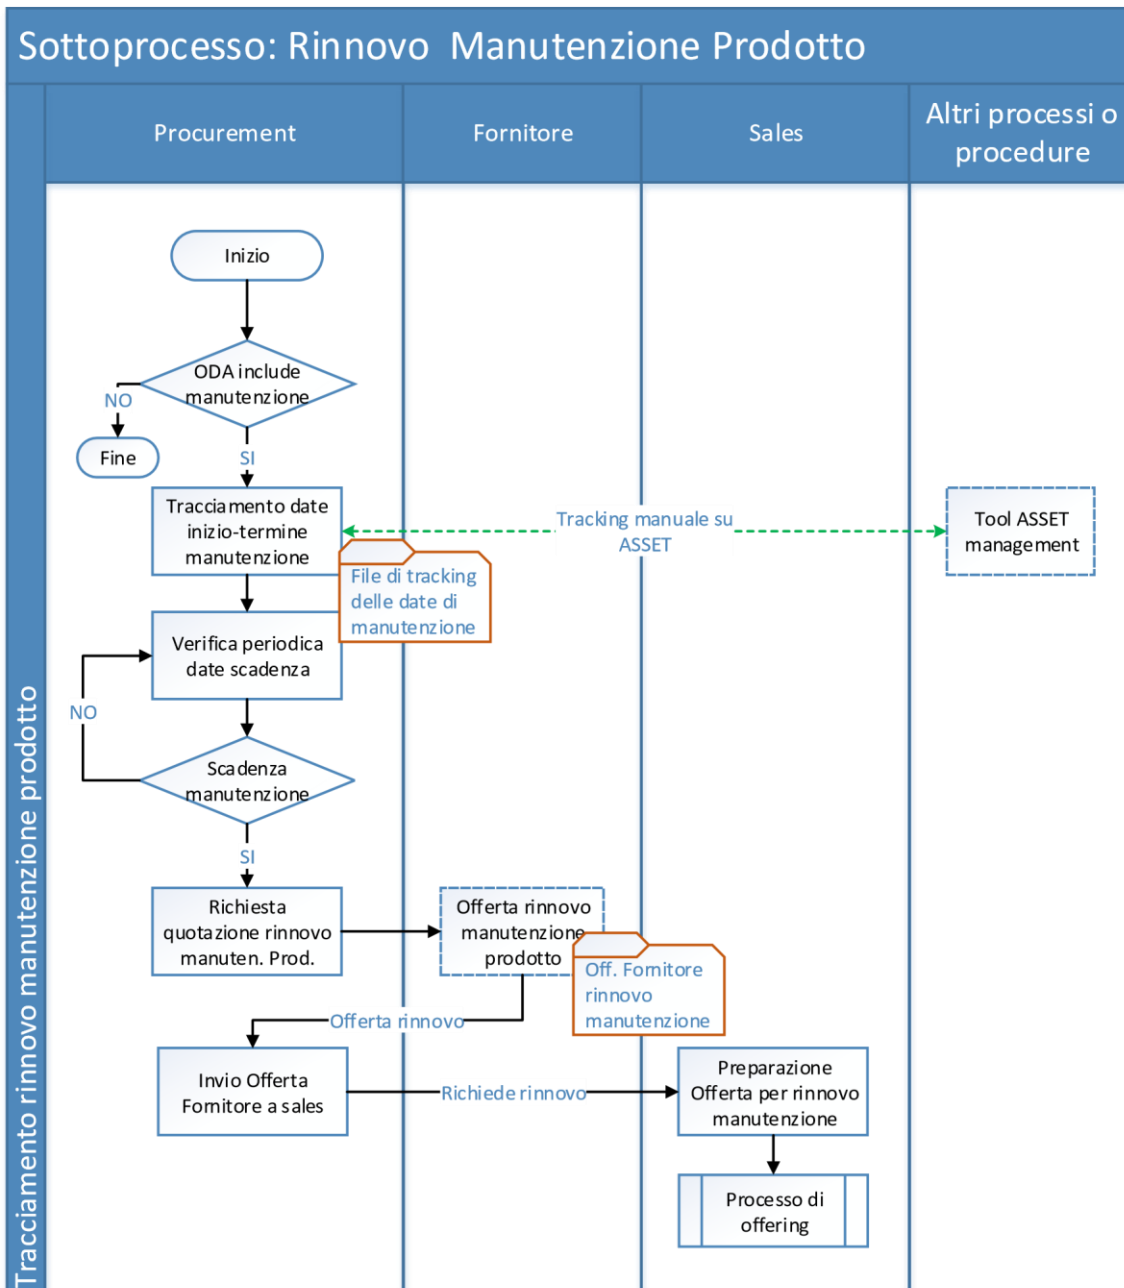 Sottoprocesso: Rinnovo  Manutenzione Prodotto
Procurement
Fornitore
Sales
Altri processi o
procedure
Tracciamento rinnovo manutenzione prodotto
Inizio
ODA include
manutenzione
NO
Fine
SI
Tracciamento date
inizio-termine
manutenzione
Tracking manuale su
ASSET
Tool ASSET
management
File di tracking
delle date di
manutenzione
Verifica periodica
date scadenza
NO
Scadenza
manutenzione
SI
Richiesta
quotazione rinnovo
manuten. Prod.
Offerta rinnovo
manutenzione
prodotto
Off. Fornitore
rinnovo
manutenzione
Offerta rinnovo
Invio Offerta
Fornitore a sales
Richiede rinnovo
Preparazione
Offerta per rinnovo
manutenzione
Processo di
offering